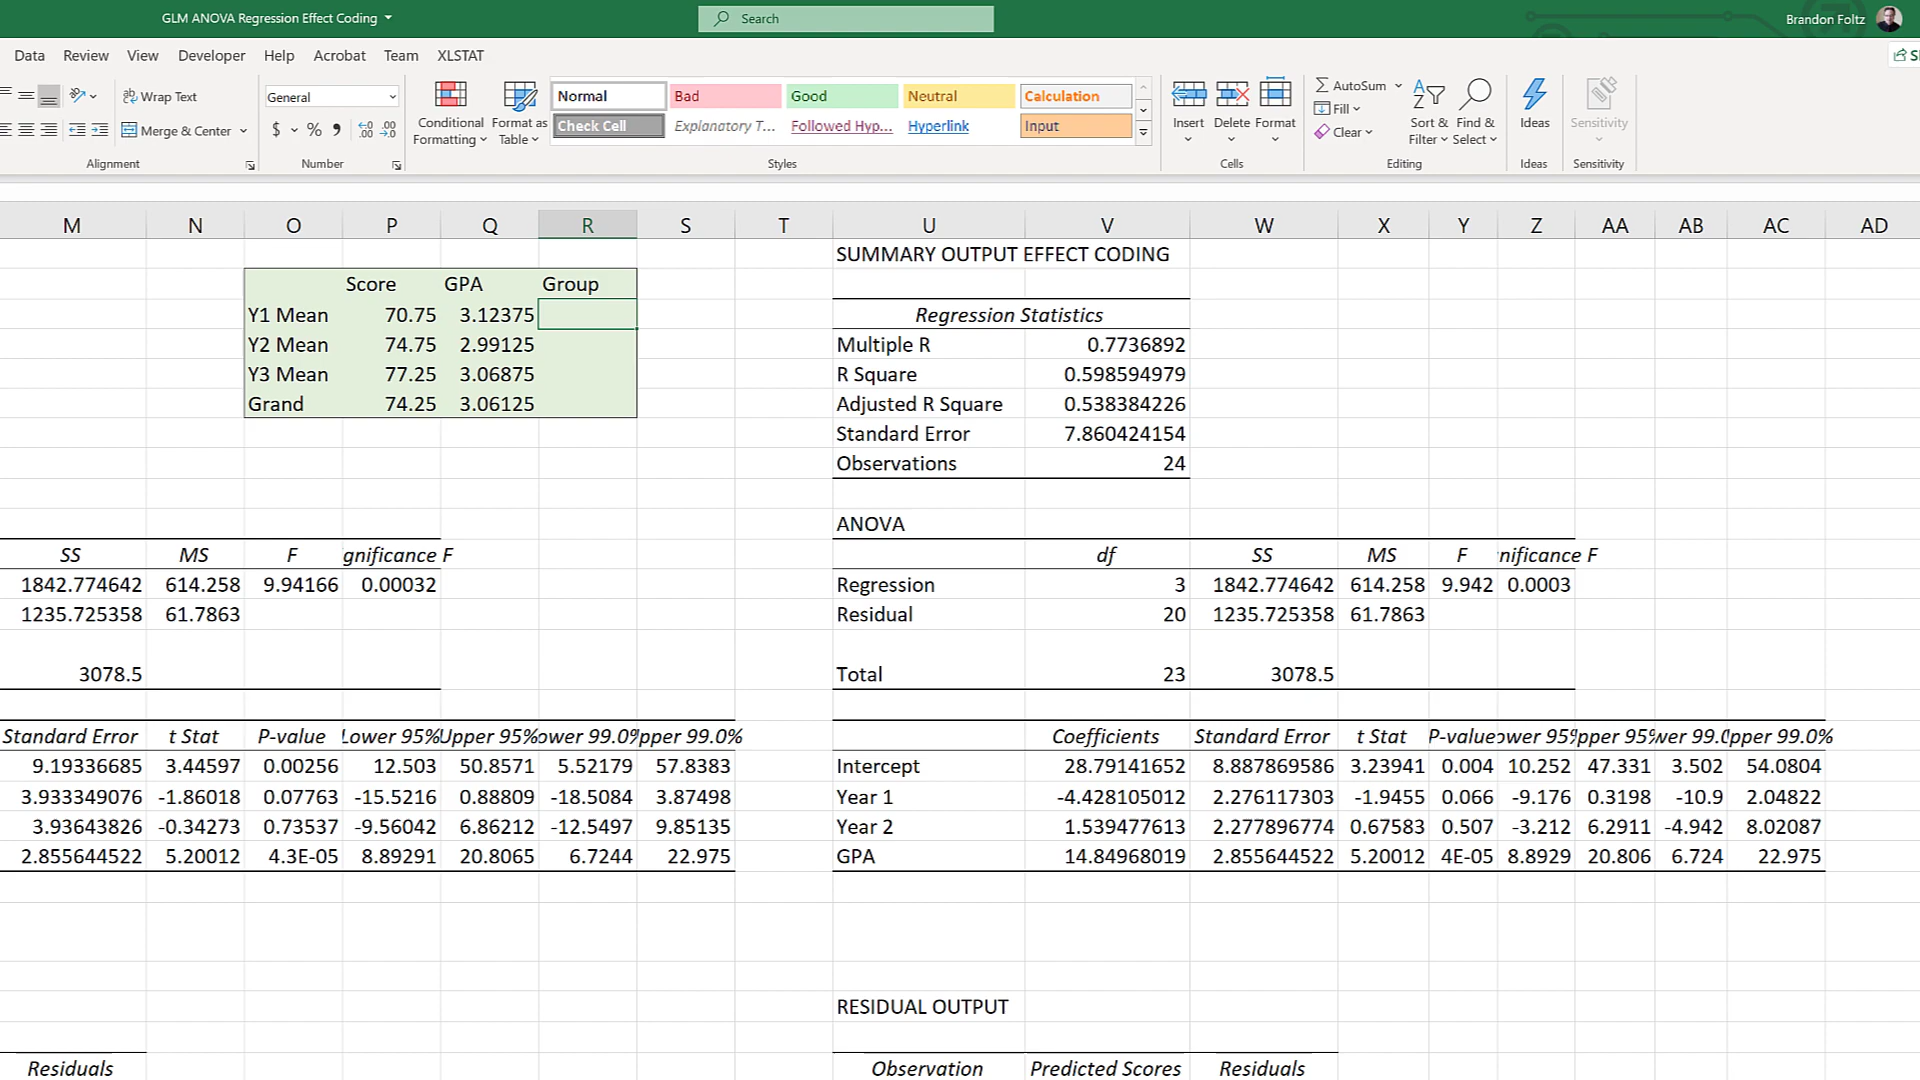 GLM ANOVA Regression Effect Coding
Search
Brandon Foltz
Data Review View Developer Help Acrobat Team XLSTAT
Wrap Text
Merge & Center
Alignment
General
$ % 9
Number
Conditional Formatting
Format as Table
Normal Bad Good Neutral Calculation
Check Cell Explanatory T... Followed Hyp... Hyperlink Input
Styles
Insert Delete Format
Cells
AutoSum
Fill
Clear
Sort & Filter
Find & Select
Editing
Ideas
Ideas
Sensitivity
Sensitivity
M N O P Q R S T U V W X Y Z AA AB AC AD
Score GPA Group
Y1 Mean 70.75 3.12375
Y2 Mean 74.75 2.99125
Y3 Mean 77.25 3.06875
Grand 74.25 3.06125
SS MS F gnificance F
1842.774642 614.258 9.94166 0.00032
1235.725358 61.7863
3078.5
Standard Error t Stat P-value Lower 95% Upper 95% ower 99.0% pper 99.0%
9.19336685 3.44597 0.00256 12.503 50.8571 5.52179 57.8383
3.933349076 -1.86018 0.07763 -15.5216 0.88809 -18.5084 3.87498
3.93643826 -0.34273 0.73537 -9.56042 6.86212 -12.5497 9.85135
2.855644522 5.20012 4.3E-05 8.89291 20.8065 6.7244 22.975
Residuals
SUMMARY OUTPUT EFFECT CODING
Regression Statistics
Multiple R 0.7736892
R Square 0.598594979
Adjusted R Square 0.538384226
Standard Error 7.860424154
Observations 24
ANOVA
df SS MS F nificance F
Regression 3 1842.774642 614.258 9.942 0.0003
Residual 20 1235.725358 61.7863
Total 23 3078.5
Coefficients Standard Error t Stat P-value ower 95% pper 95% wer 99.0 pper 99.0%
Intercept 28.79141652 8.887869586 3.23941 0.004 10.252 47.331 3.502 54.0804
Year 1 -4.428105012 2.276117303 -1.9455 0.066 -9.176 0.3198 -10.9 2.04822
Year 2 1.539477613 2.277896774 0.67583 0.507 -3.212 6.2911 -4.942 8.02087
GPA 14.84968019 2.855644522 5.20012 4E-05 8.8929 20.806 6.724 22.975
RESIDUAL OUTPUT
Observation Predicted Scores Residuals